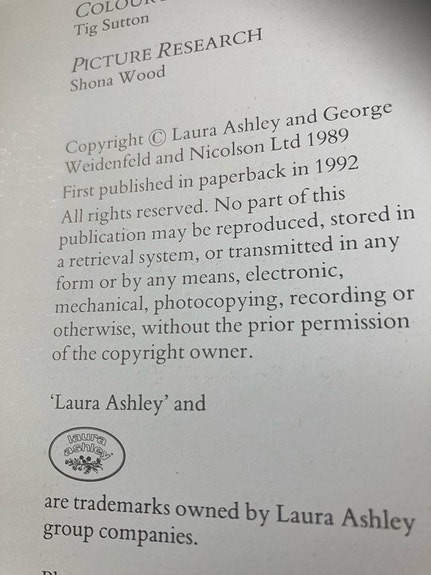 COLOUR
Tig Sutton
PICTURE RESEARCH
Shona Wood
Copyright © Laura Ashley and George
Weidenfeld and Nicolson Ltd 1989
First published in paperback in 1992
All rights reserved. No part of this
publication may be reproduced, stored in
a retrieval system, or transmitted in any
form or by any means, electronic,
mechanical, photocopying, recording or
otherwise, without the prior permission
of the copyright owner.
'Laura Ashley' and
laura
ashley
are trademarks owned by Laura Ashley
group companies.